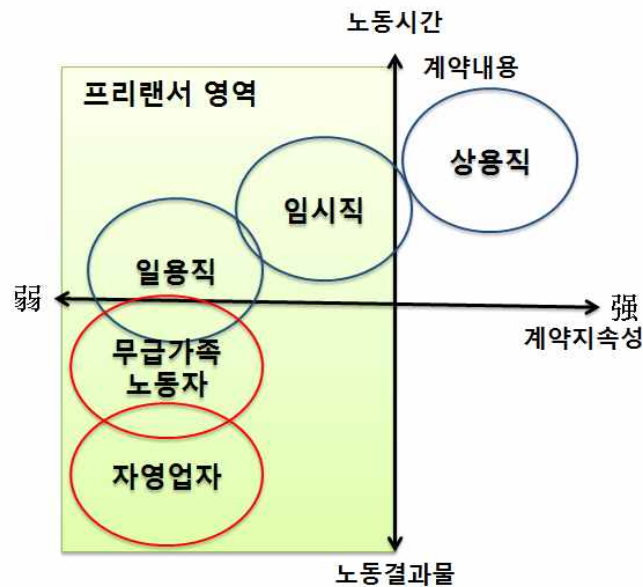 노동시간
계약내용
프리랜서 영역
상용직
임시직
일용직
弱
强
계약지속성
무급가족
노동자
자영업자
노동결과물